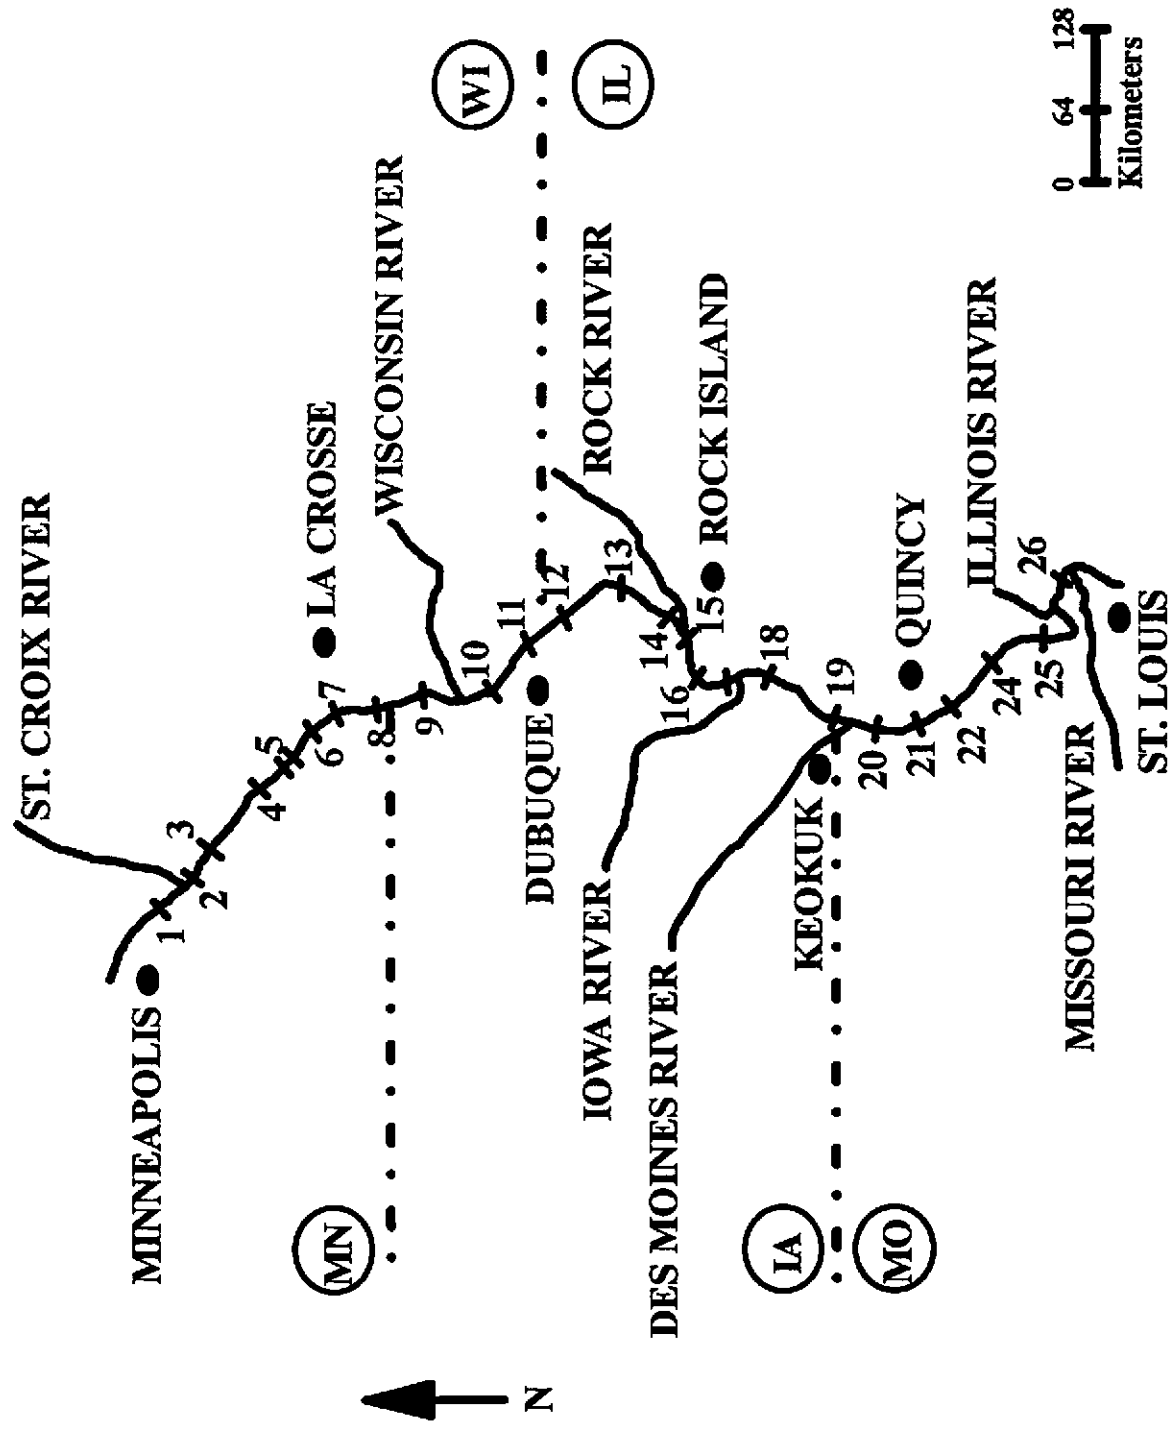 ST. CROIX RIVER
MINNEAPOLIS
1
2
3
4
5
6
7
LA CROSSE
MN
8
9
WISCONSIN RIVER
10
WI
11
12
IL
DUBUQUE
ROCK RIVER
13
14
15
ROCK ISLAND
16
IOWA RIVER
18
DES MOINES RIVER
19
KEOKUK
IA
MO
20
21
QUINCY
22
24
ILLINOIS RIVER
25
26
MISSOURI RIVER
ST. LOUIS
N
0 64 128
Kilometers